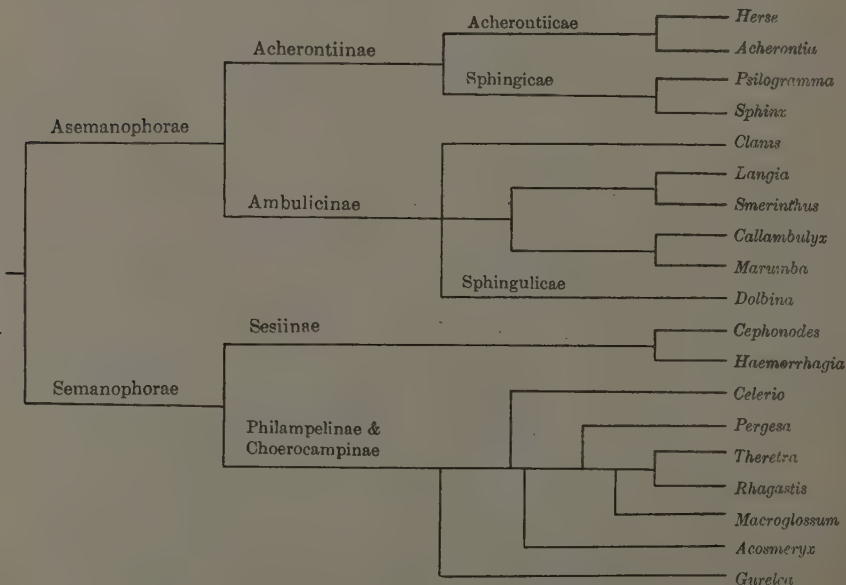 Acherontiicae
Herse
Acherontiinae
Acherontia
Sphingicae
Psilogramma
Sphinx
Asemanophorae
Clanis
Langia
Ambulicinae
Smerinthus
Callambulyx
Marumba
Sphingulicae
Dolbina
Sesiinae
Cephonodes
Haemorrhagia
Semanophorae
Celerio
Philampelinae &
Choerocampinae
Pergesa
Theretra
Rhagastis
Macroglossum
Acosmeryx
Gurelca